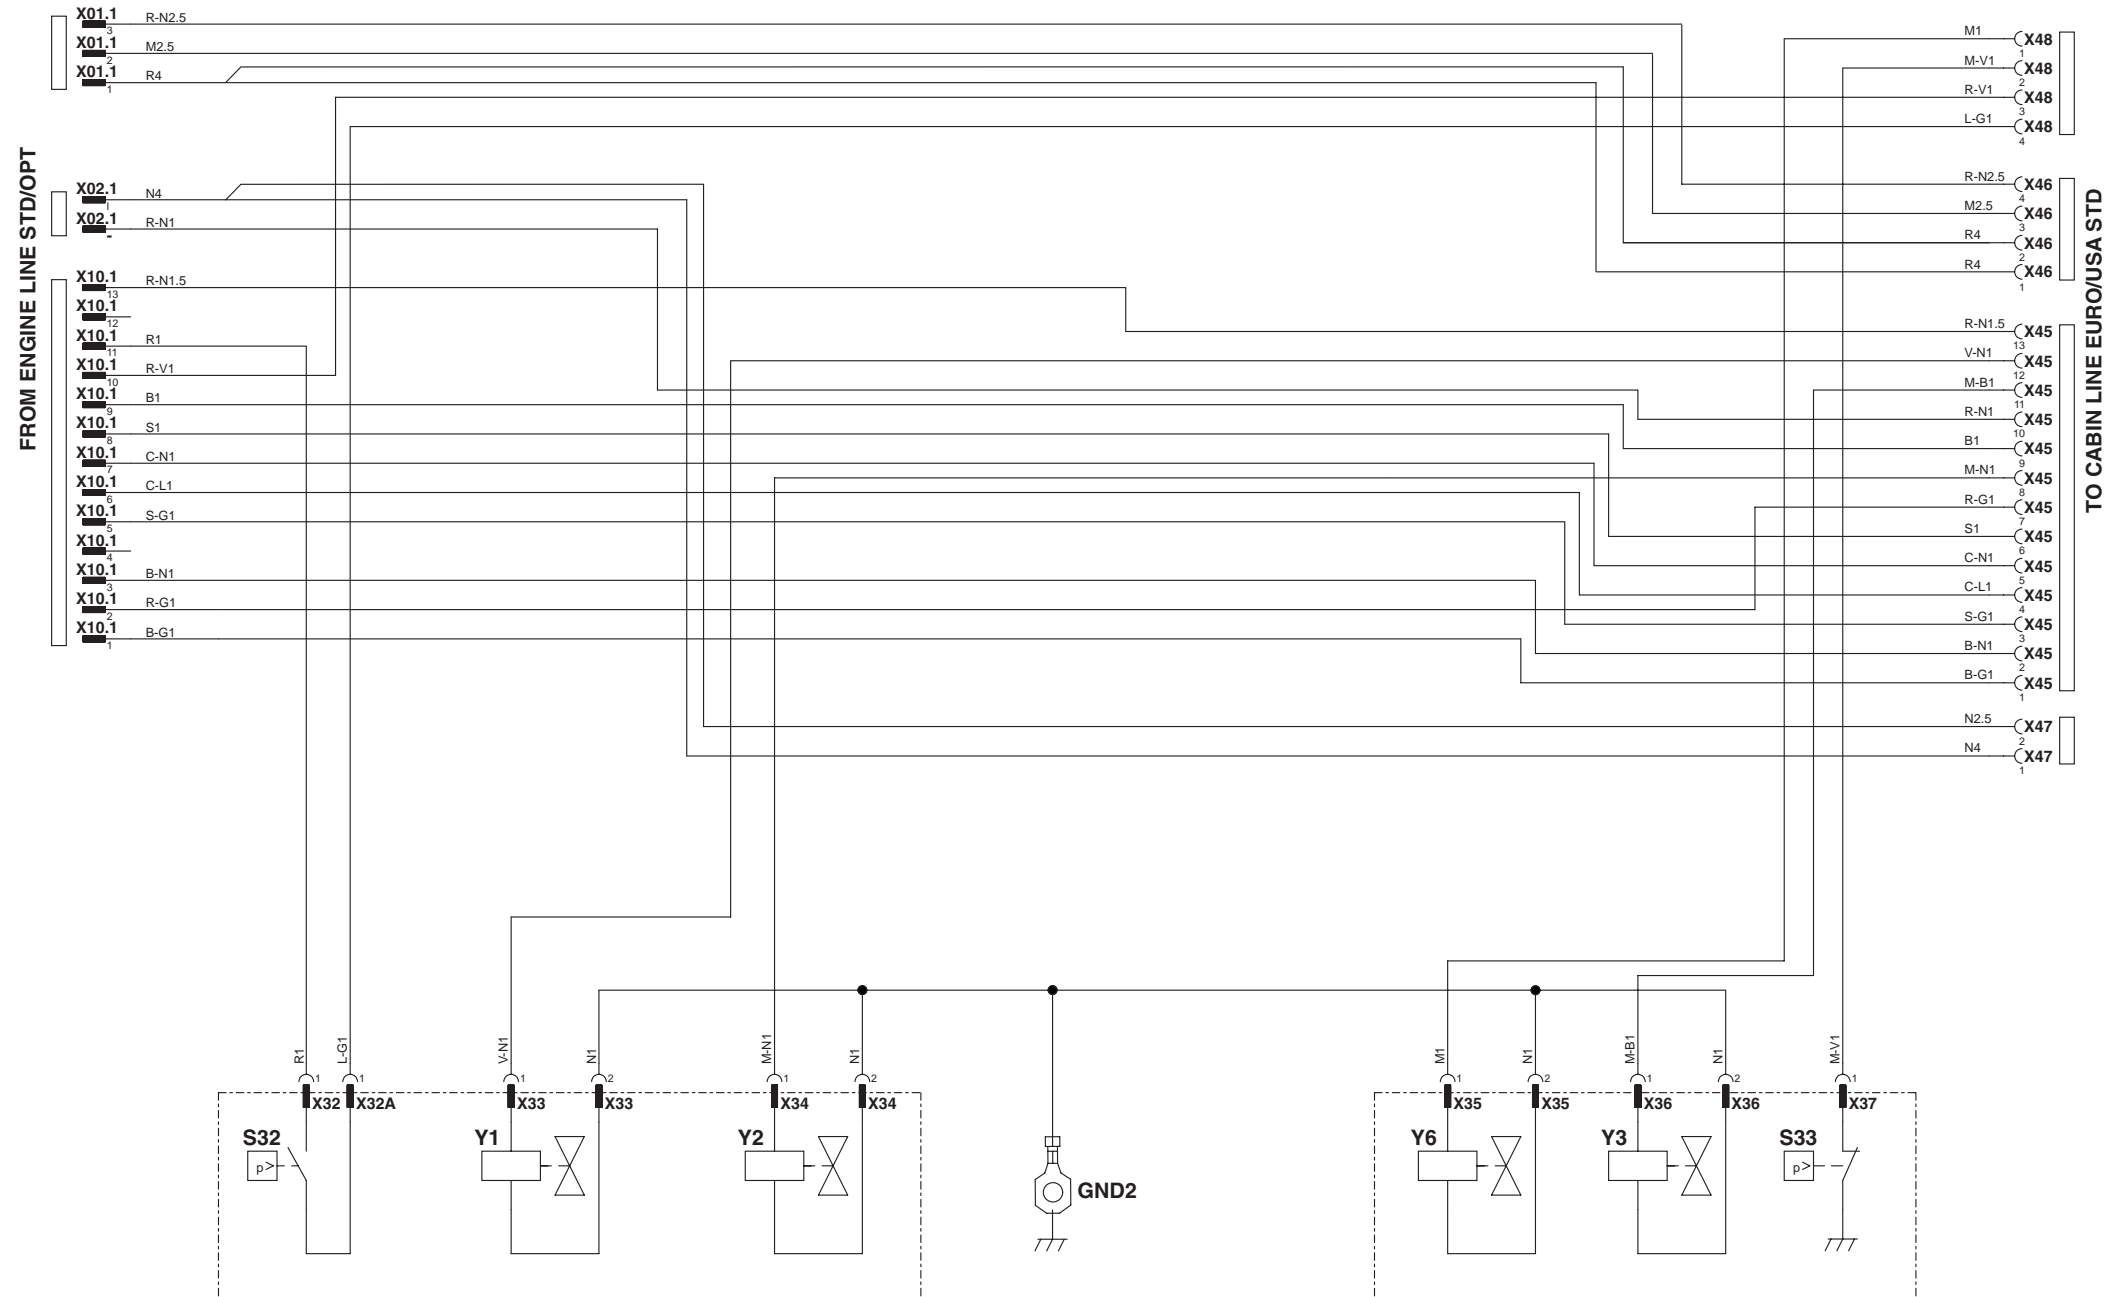 FROM ENGINE LINE STD/OPT
X01.1 R-N2.5
3
X01.1 M2.5
2
X01.1 R4
1
X02.1 N4
X02.1 R-N1
-
X10.1 R-N1.5
13
X10.1
12
X10.1 R1
11
X10.1 R-V1
10
X10.1 B1
9
X10.1 S1
8
X10.1 C-N1
7
X10.1 C-L1
6
X10.1 S-G1
5
X10.1
4
X10.1 B-N1
3
X10.1 R-G1
2
X10.1 B-G1
1
M1 X48
1
M-V1 X48
2
R-V1 X48
3
L-G1 X48
4
R-N2.5 X46
4
M2.5 X46
3
R4 X46
2
R4 X46
1
R-N1.5 X45
13
V-N1 X45
12
M-B1 X45
11
R-N1 X45
10
B1 X45
9
M-N1 X45
8
R-G1 X45
7
S1 X45
6
C-N1 X45
5
C-L1 X45
4
S-G1 X45
3
B-N1 X45
2
B-G1 X45
1
N2.5 X47
2
N4 X47
1
TO CABIN LINE EURO/USA STD
R1 L-G1 V-N1 N1 M-N1 N1 M1 N1 M-B1 N1 M-V1
1 1 1 2 1 2 1 2 1 2 1
X32 X32A X33 X33 X34 X34 X35 X35 X36 X36 X37
S32 Y1 Y2 Y6 Y3 S33
p> p>
GND2